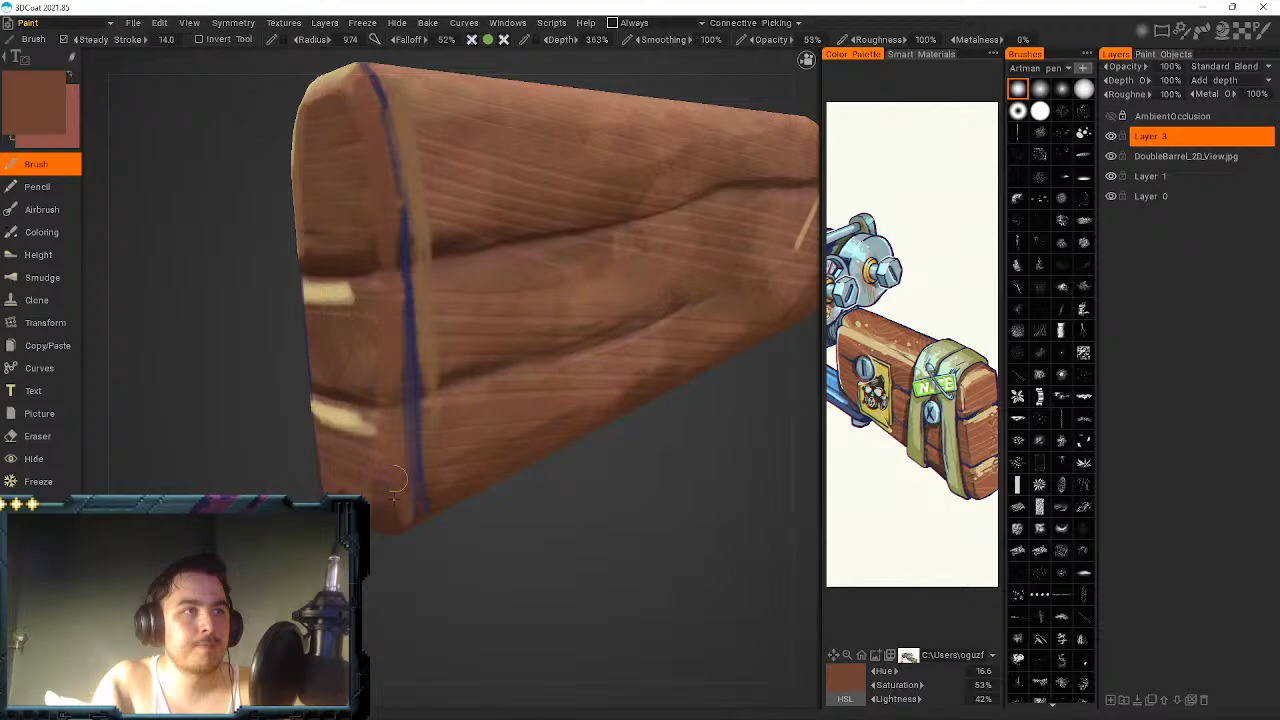 3DCoat 2021.85
Paint File Edit View Symmetry Textures Layers Freeze Hide Bake Curves Windows Scripts Help Always Connective Picking
Brush Steady Stroke 14.0 Invert Tool Radius 974 Falloff 52% Depth 363% Smoothing 100% Opacity 53% Roughness 100% Metalness 0%
Color Palette Smart Materials Brushes Layers Paint Objects
Artman pen + Opacity 100% Standard Blend
Depth O 100% Add depth
Roughne 100% Metal O 100%
AmbientOcclusion
Layer 3
DoubleBarrel_2D_View.jpg
Layer 1
Layer 0
Brush
Pencil
Airbrush
Coloring
Height
Smudge
Clone
Transform
Copy/Paste
Curves
Text
Picture
Eraser
Hide
Freeze
C:\Users\oguzf
Hue 16.6
Saturation 53%
HSL Lightness 42%